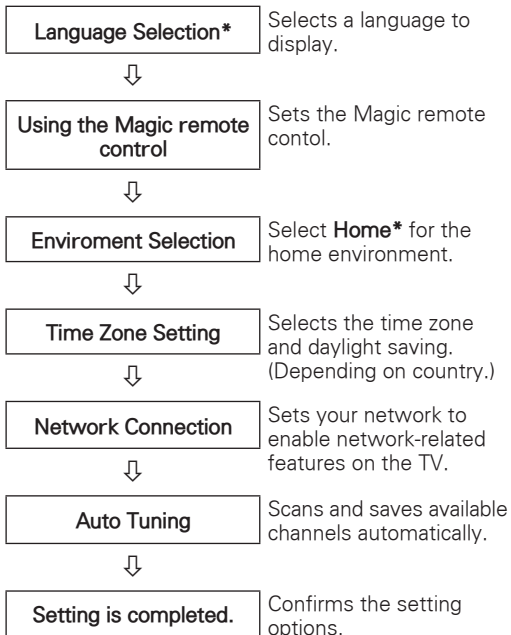 Language Selection*
Selects a language to
display.
Using the Magic remote
control
Sets the Magic remote
contol.
Enviroment Selection
Select Home* for the
home environment.
Time Zone Setting
Selects the time zone
and daylight saving.
(Depending on country.)
Network Connection
Sets your network to
enable network-related
features on the TV.
Auto Tuning
Scans and saves available
channels automatically.
Setting is completed.
Confirms the setting
options.